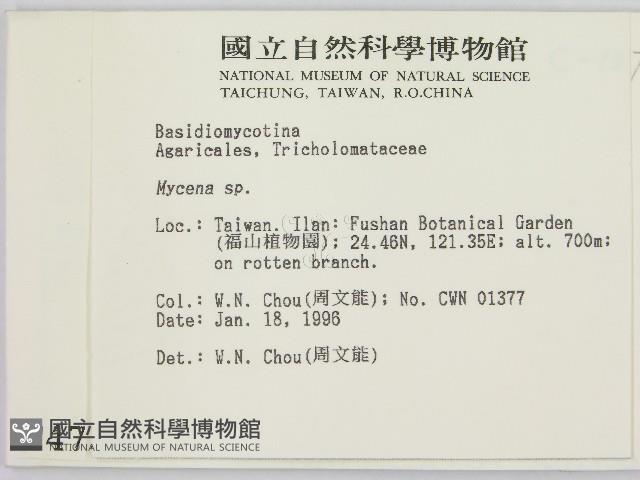 國立自然科學博物館
NATIONAL MUSEUM OF NATURAL SCIENCE
TAICHUNG, TAIWAN, R.O.CHINA
Basidiomycotina
Agaricales, Tricholomataceae
Mycena sp.
Loc.: Taiwan. Ilan: Fushan Botanical Garden
(福山植物園); 24.46N, 121.35E; alt. 700m;
on rotten branch.
Col.: W.N. Chou(周文能); No. CWN 01377
Date: Jan. 18, 1996
Det.: W.N. Chou(周文能)
47.
國立自然科學博物館
NATIONAL MUSEUM OF NATURAL SCIENCE